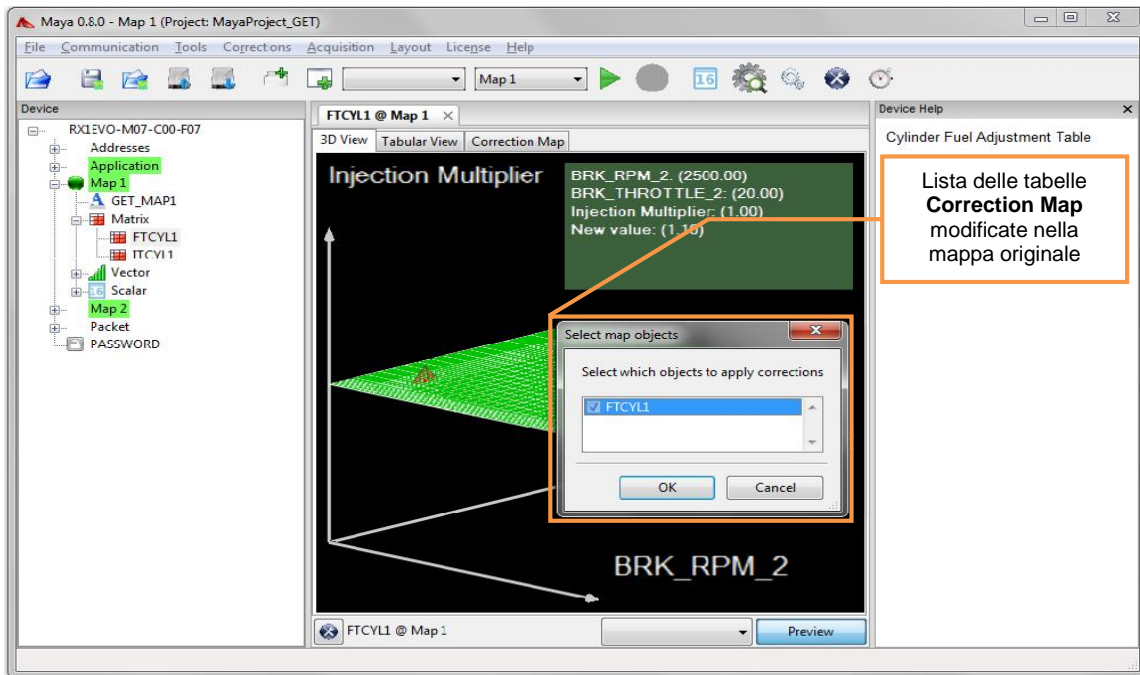 Maya 0.8.0 - Map 1 (Project: MayaProject_GET)
File Communication Tools Corrections Acquisition Layout License Help
Map 1
16
Device
RX1EVO-M07-C00-F07
Addresses
Application
Map 1
A GET_MAP1
Matrix
FTCYL1
ITCYL1
Vector
16 Scalar
Map 2
Packet
PASSWORD
FTCYL1 @ Map 1
3D View Tabular View Correction Map
Injection Multiplier
BRK_RPM_2. (2500.00)
BRK_THROTTLE_2: (20.00)
Injection Multiplier: (1.00)
New value: (1.10)
BRK_RPM_2
Select map objects
Select which objects to apply corrections
FTCYL1
OK Cancel
FTCYL1 @ Map 1
Preview
Device Help
Cylinder Fuel Adjustment Table
Lista delle tabelle
Correction Map
modificate nella
mappa originale